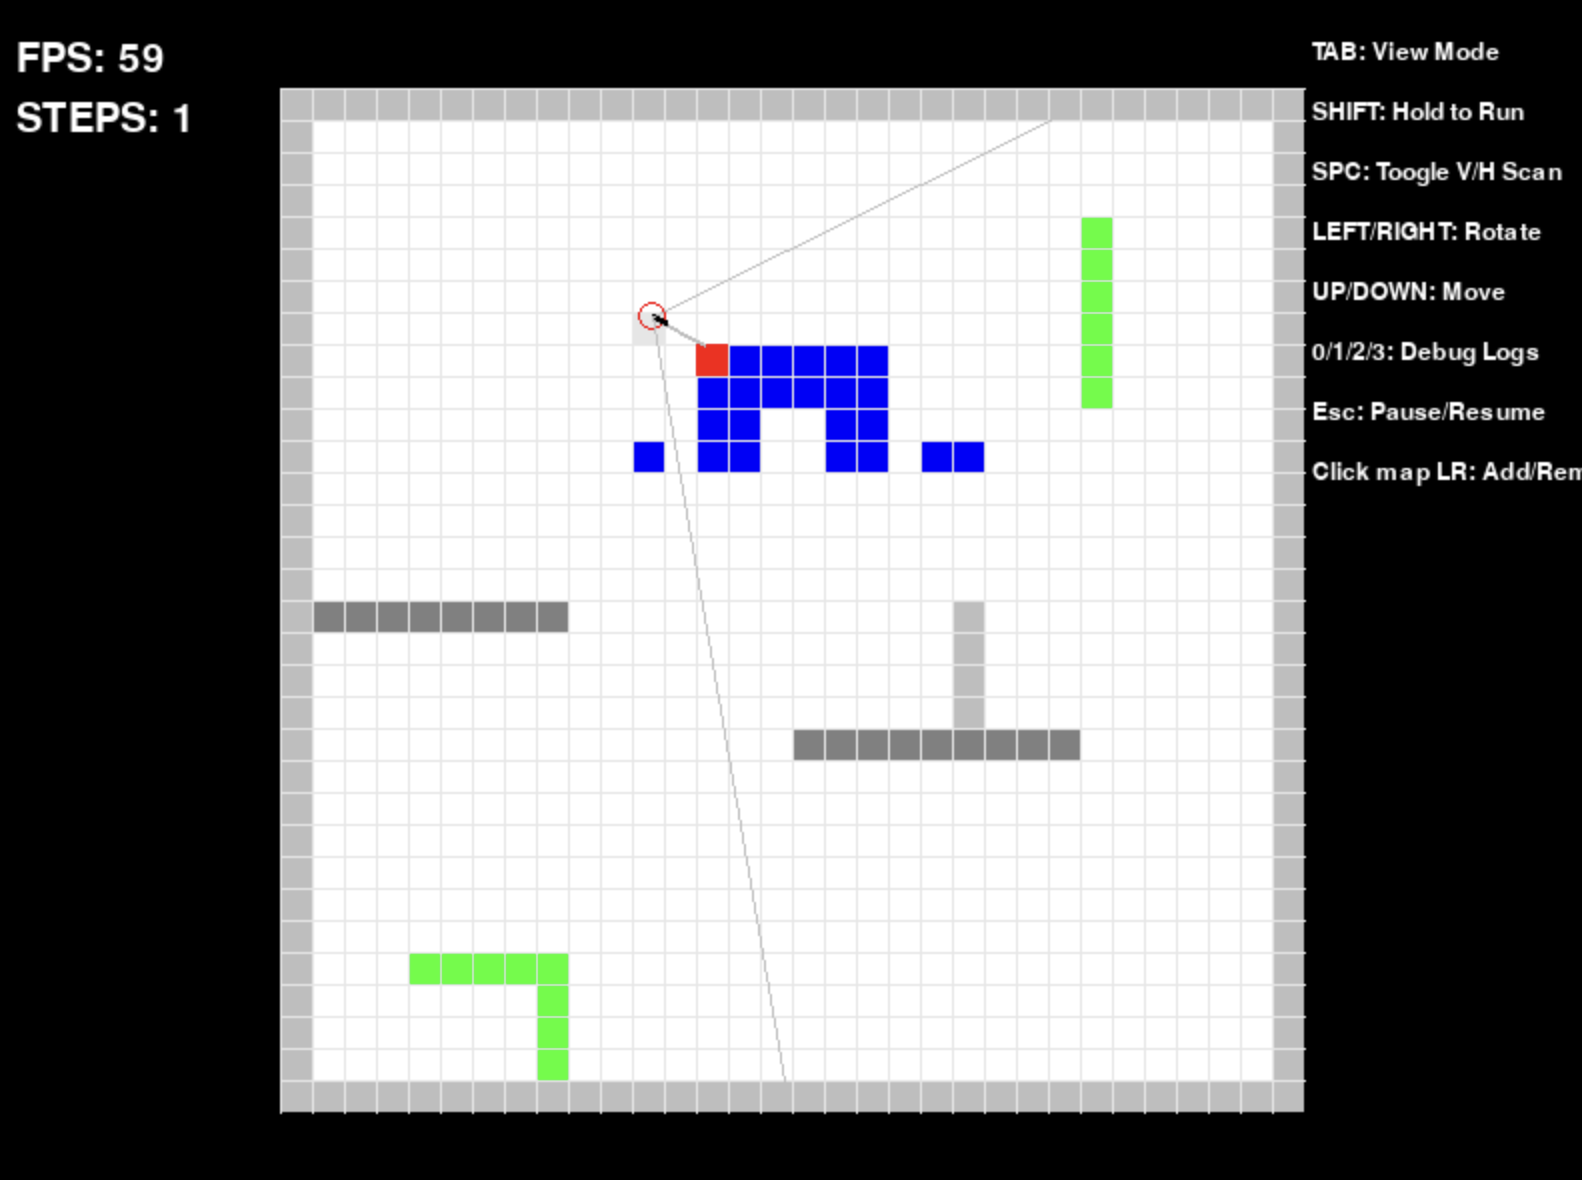 FPS: 59
STEPS: 1
TAB: View Mode
SHIFT: Hold to Run
SPC: Toogle V/H Scan
LEFT/RIGHT: Rotate
UP/DOWN: Move
0/1/2/3: Debug Logs
Esc: Pause/Resume
Click map LR: Add/Rem